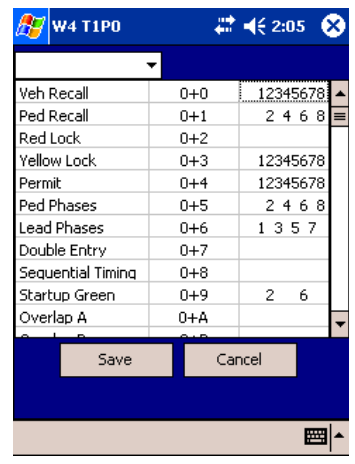 W4 T1P0 2:05
Veh Recall 0+0 12345678
Ped Recall 0+1 2 4 6 8
Red Lock 0+2
Yellow Lock 0+3 12345678
Permit 0+4 12345678
Ped Phases 0+5 2 4 6 8
Lead Phases 0+6 1 3 5 7
Double Entry 0+7
Sequential Timing 0+8
Startup Green 0+9 2 6
Overlap A 0+A
Save Cancel